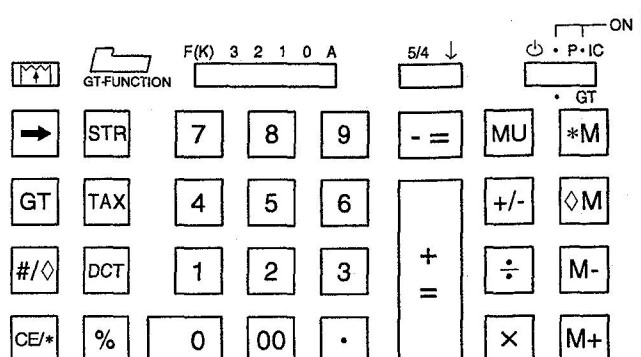 ON
F(K) 3 2 1 0 A 5/4 ↓ ⏻ · P·IC
GT-FUNCTION · GT
→ STR 7 8 9 - = MU *M
GT TAX 4 5 6 +/- ◇M
#/◇ DCT 1 2 3 + = ÷ M-
CE/* % 0 00 · × M+